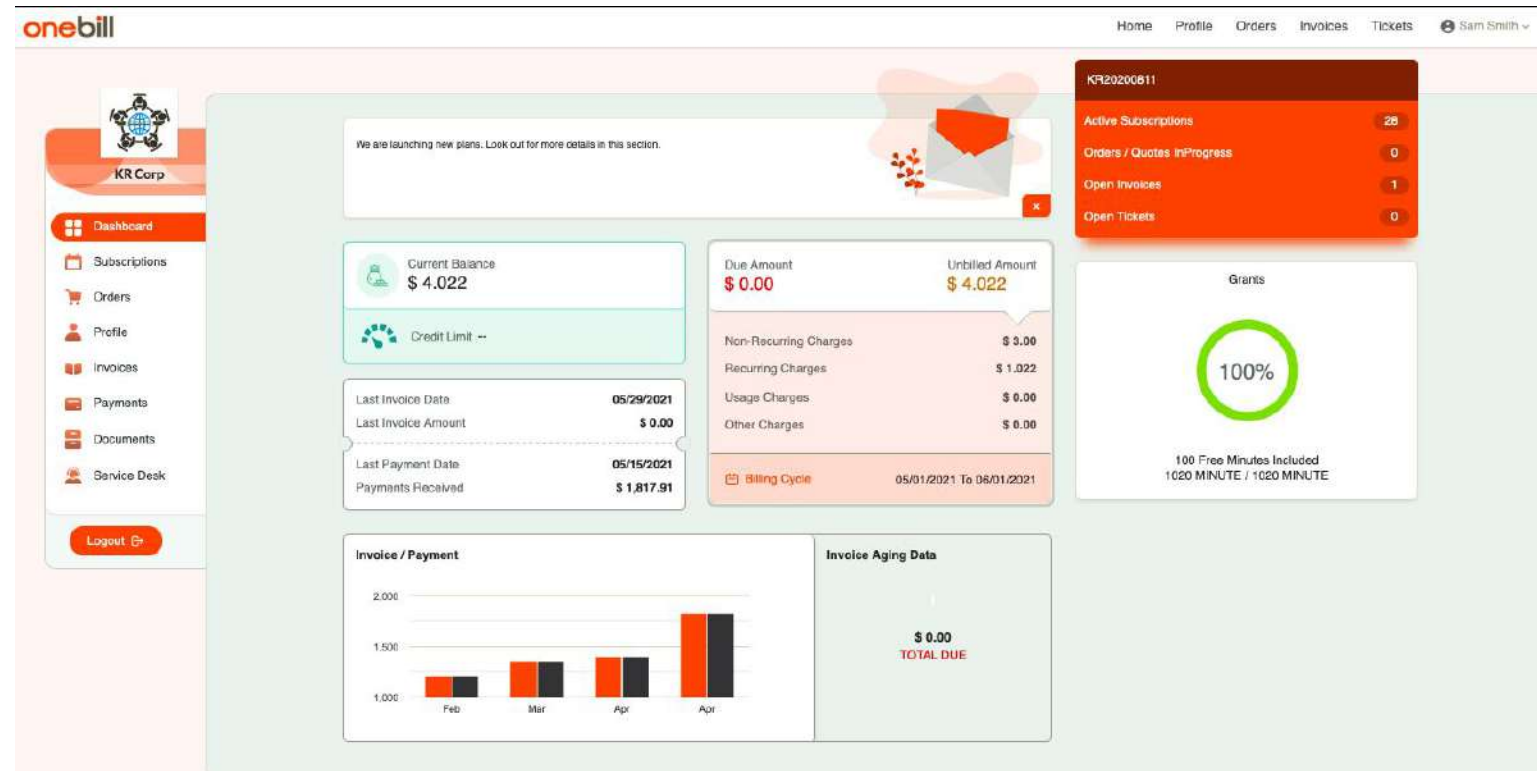 onebill
Home Profile Orders Invoices Tickets Sam Smith
KR Corp
Dashboard
Subscriptions
Orders
Profile
Invoices
Payments
Documents
Service Desk
Logout
We are launching new plans. Look out for more details in this section.
x
Current Balance
$ 4.022
Credit Limit --
Last Invoice Date 05/29/2021
Last Invoice Amount $ 0.00
Last Payment Date 05/15/2021
Payments Received $ 1,817.91
Due Amount Unbilled Amount
$ 0.00 $ 4.022
Non-Recurring Charges $ 3.00
Recurring Charges $ 1.022
Usage Charges $ 0.00
Other Charges $ 0.00
Billing Cycle 05/01/2021 To 06/01/2021
KR20200811
Active Subscriptions 28
Orders / Quotes InProgress 0
Open Invoices 1
Open Tickets 0
Grants
100%
100 Free Minutes Included
1020 MINUTE / 1020 MINUTE
Invoice / Payment
2,000
1,500
1,000
Feb Mar Apr Apr
Invoice Aging Data
$ 0.00
TOTAL DUE